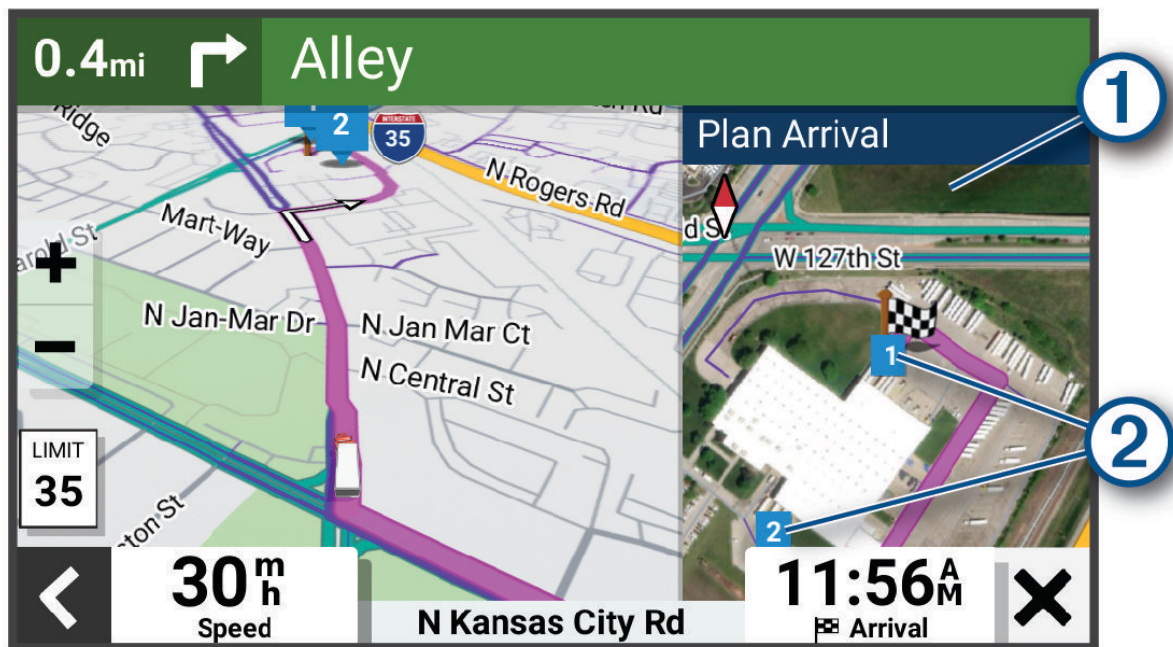 0.4mi
Alley
1
Ridge
2
INTERSTATE
35
Plan Arrival
N Rogers Rd
Mart-Way
W 127th St
N Jan-Mar Dr
N Jan Mar Ct
N Central St
1
2
2
LIMIT
35
30 mh
Speed
N Kansas City Rd
11:56 AM
Arrival